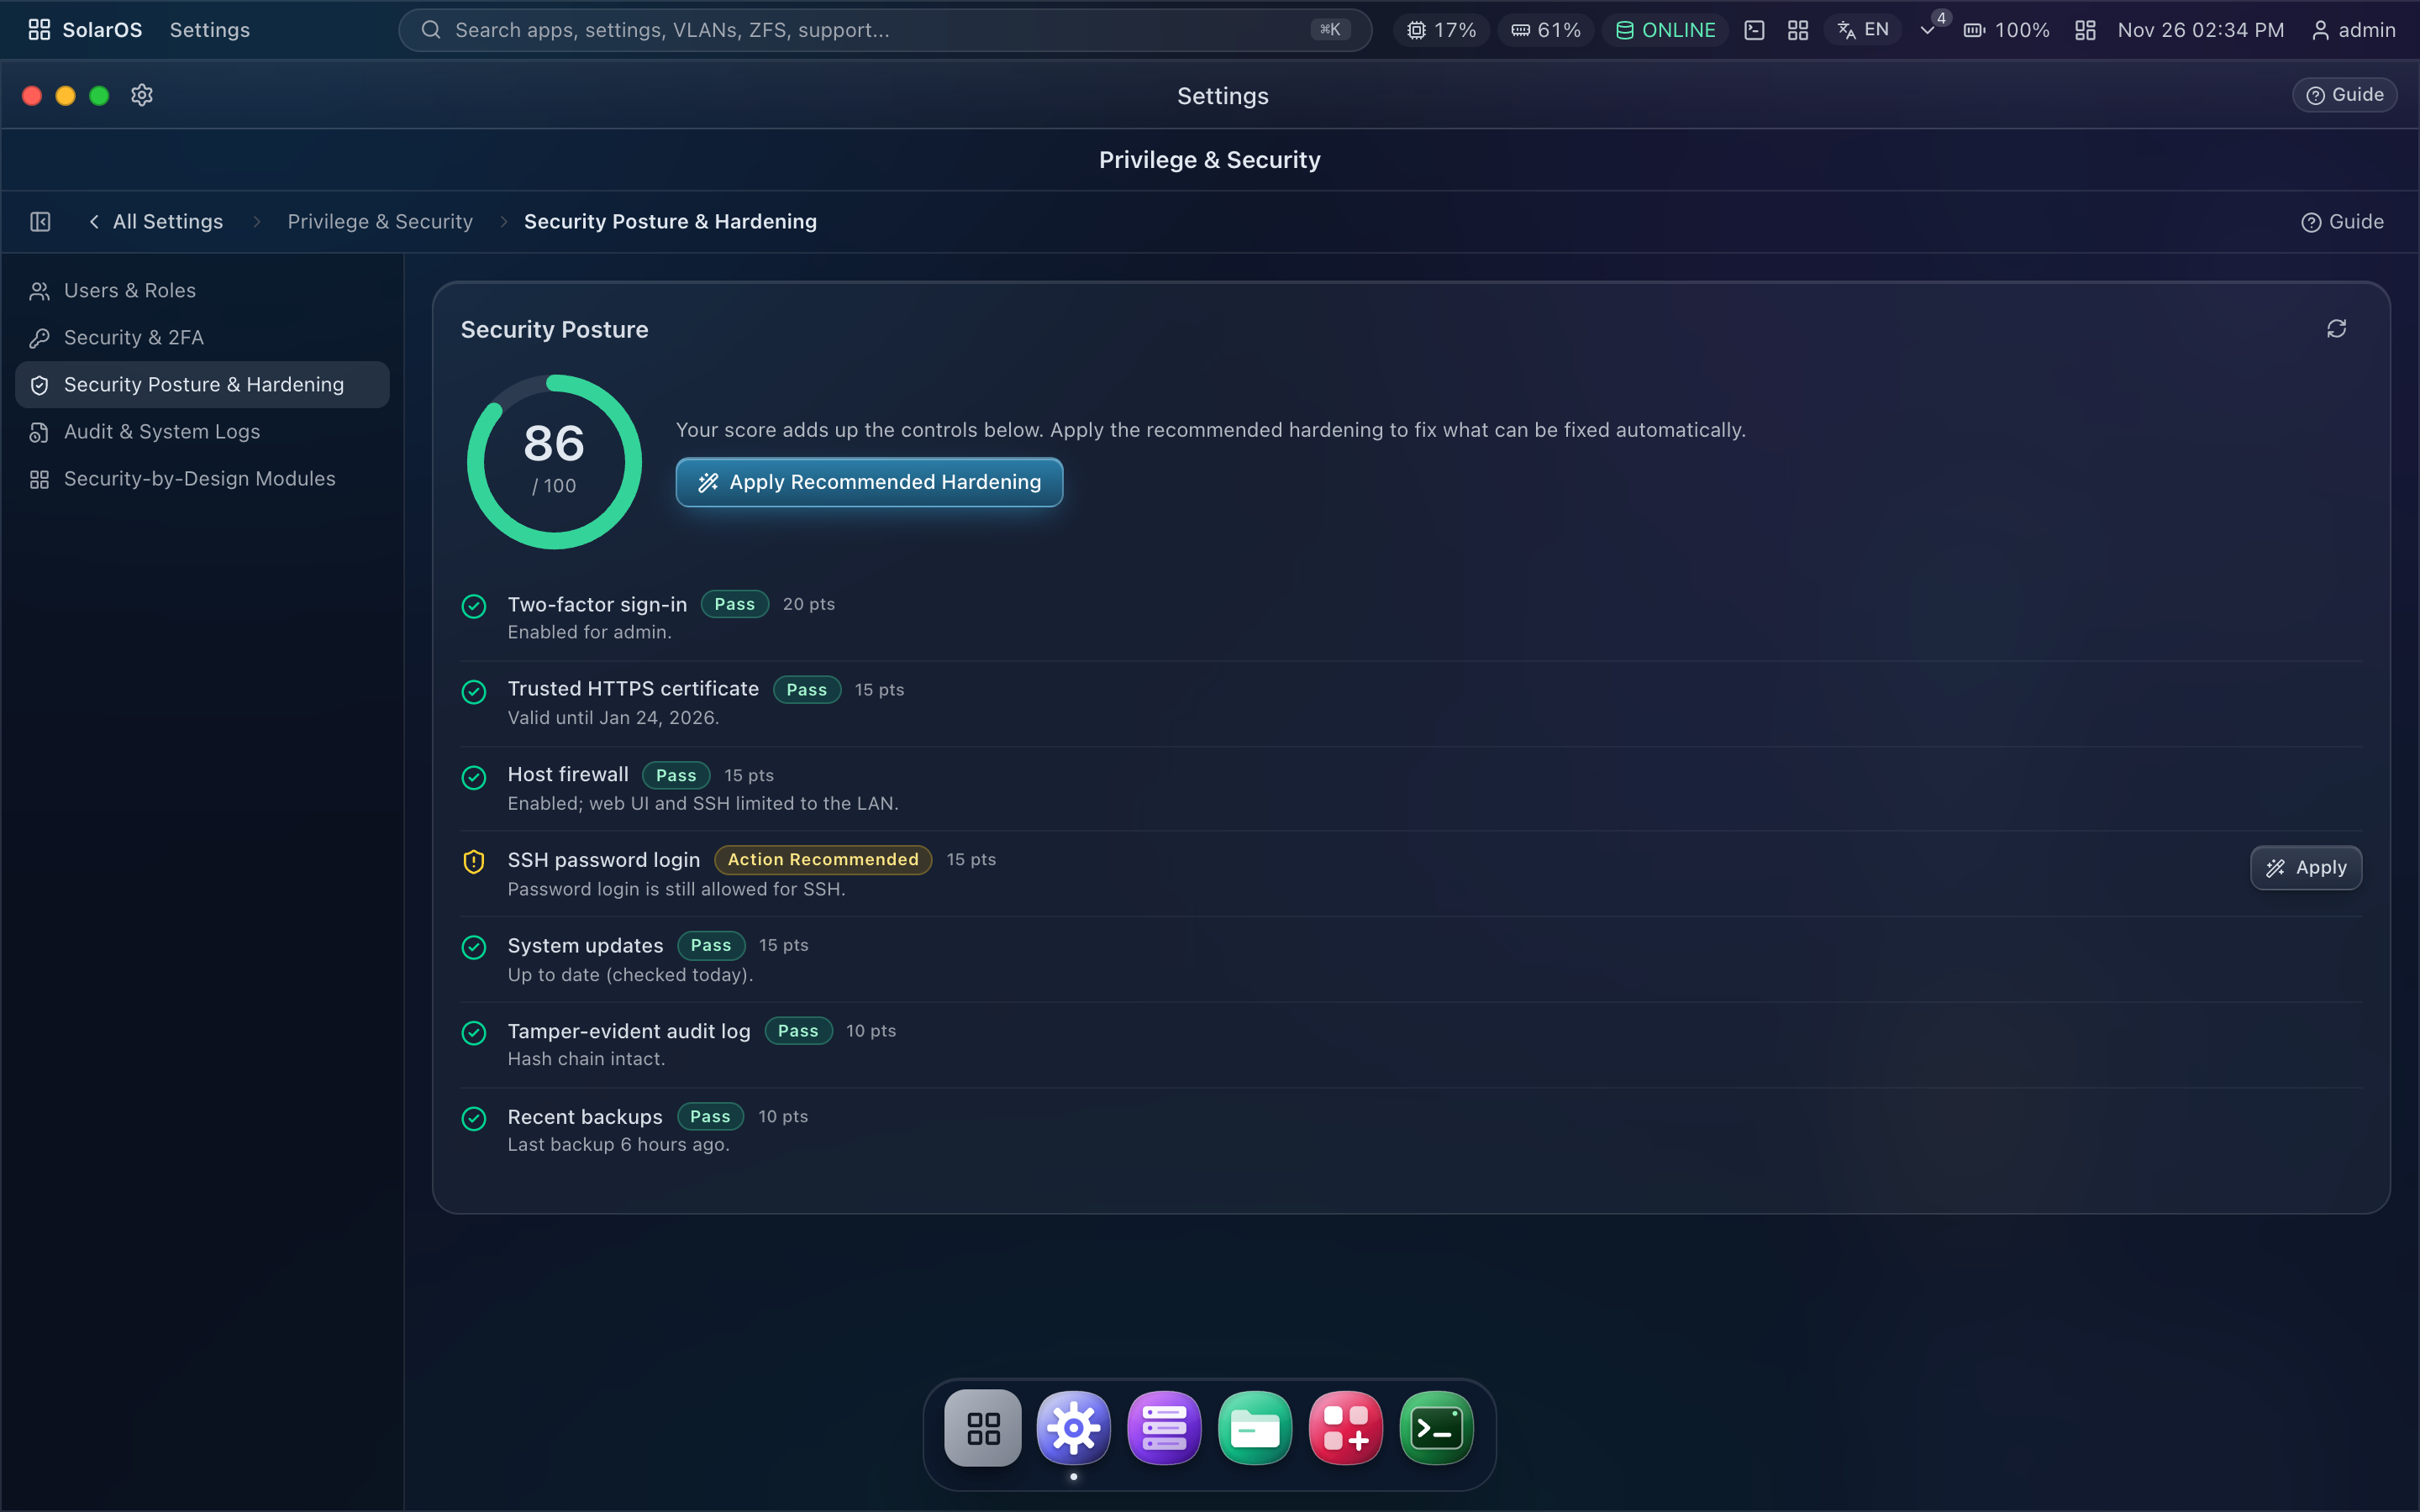 SolarOS Settings Search apps, settings, VLANs, ZFS, support... ⌘K 17% 61% ONLINE EN 4 100% Nov 26 02:34 PM admin
Settings Guide
Privilege & Security
All Settings Privilege & Security Security Posture & Hardening Guide
Users & Roles
Security & 2FA
Security Posture & Hardening
Audit & System Logs
Security-by-Design Modules
Security Posture
86
/ 100
Your score adds up the controls below. Apply the recommended hardening to fix what can be fixed automatically.
Apply Recommended Hardening
Two-factor sign-in Pass 20 pts
Enabled for admin.
Trusted HTTPS certificate Pass 15 pts
Valid until Jan 24, 2026.
Host firewall Pass 15 pts
Enabled; web UI and SSH limited to the LAN.
SSH password login Action Recommended 15 pts Apply
Password login is still allowed for SSH.
System updates Pass 15 pts
Up to date (checked today).
Tamper-evident audit log Pass 10 pts
Hash chain intact.
Recent backups Pass 10 pts
Last backup 6 hours ago.